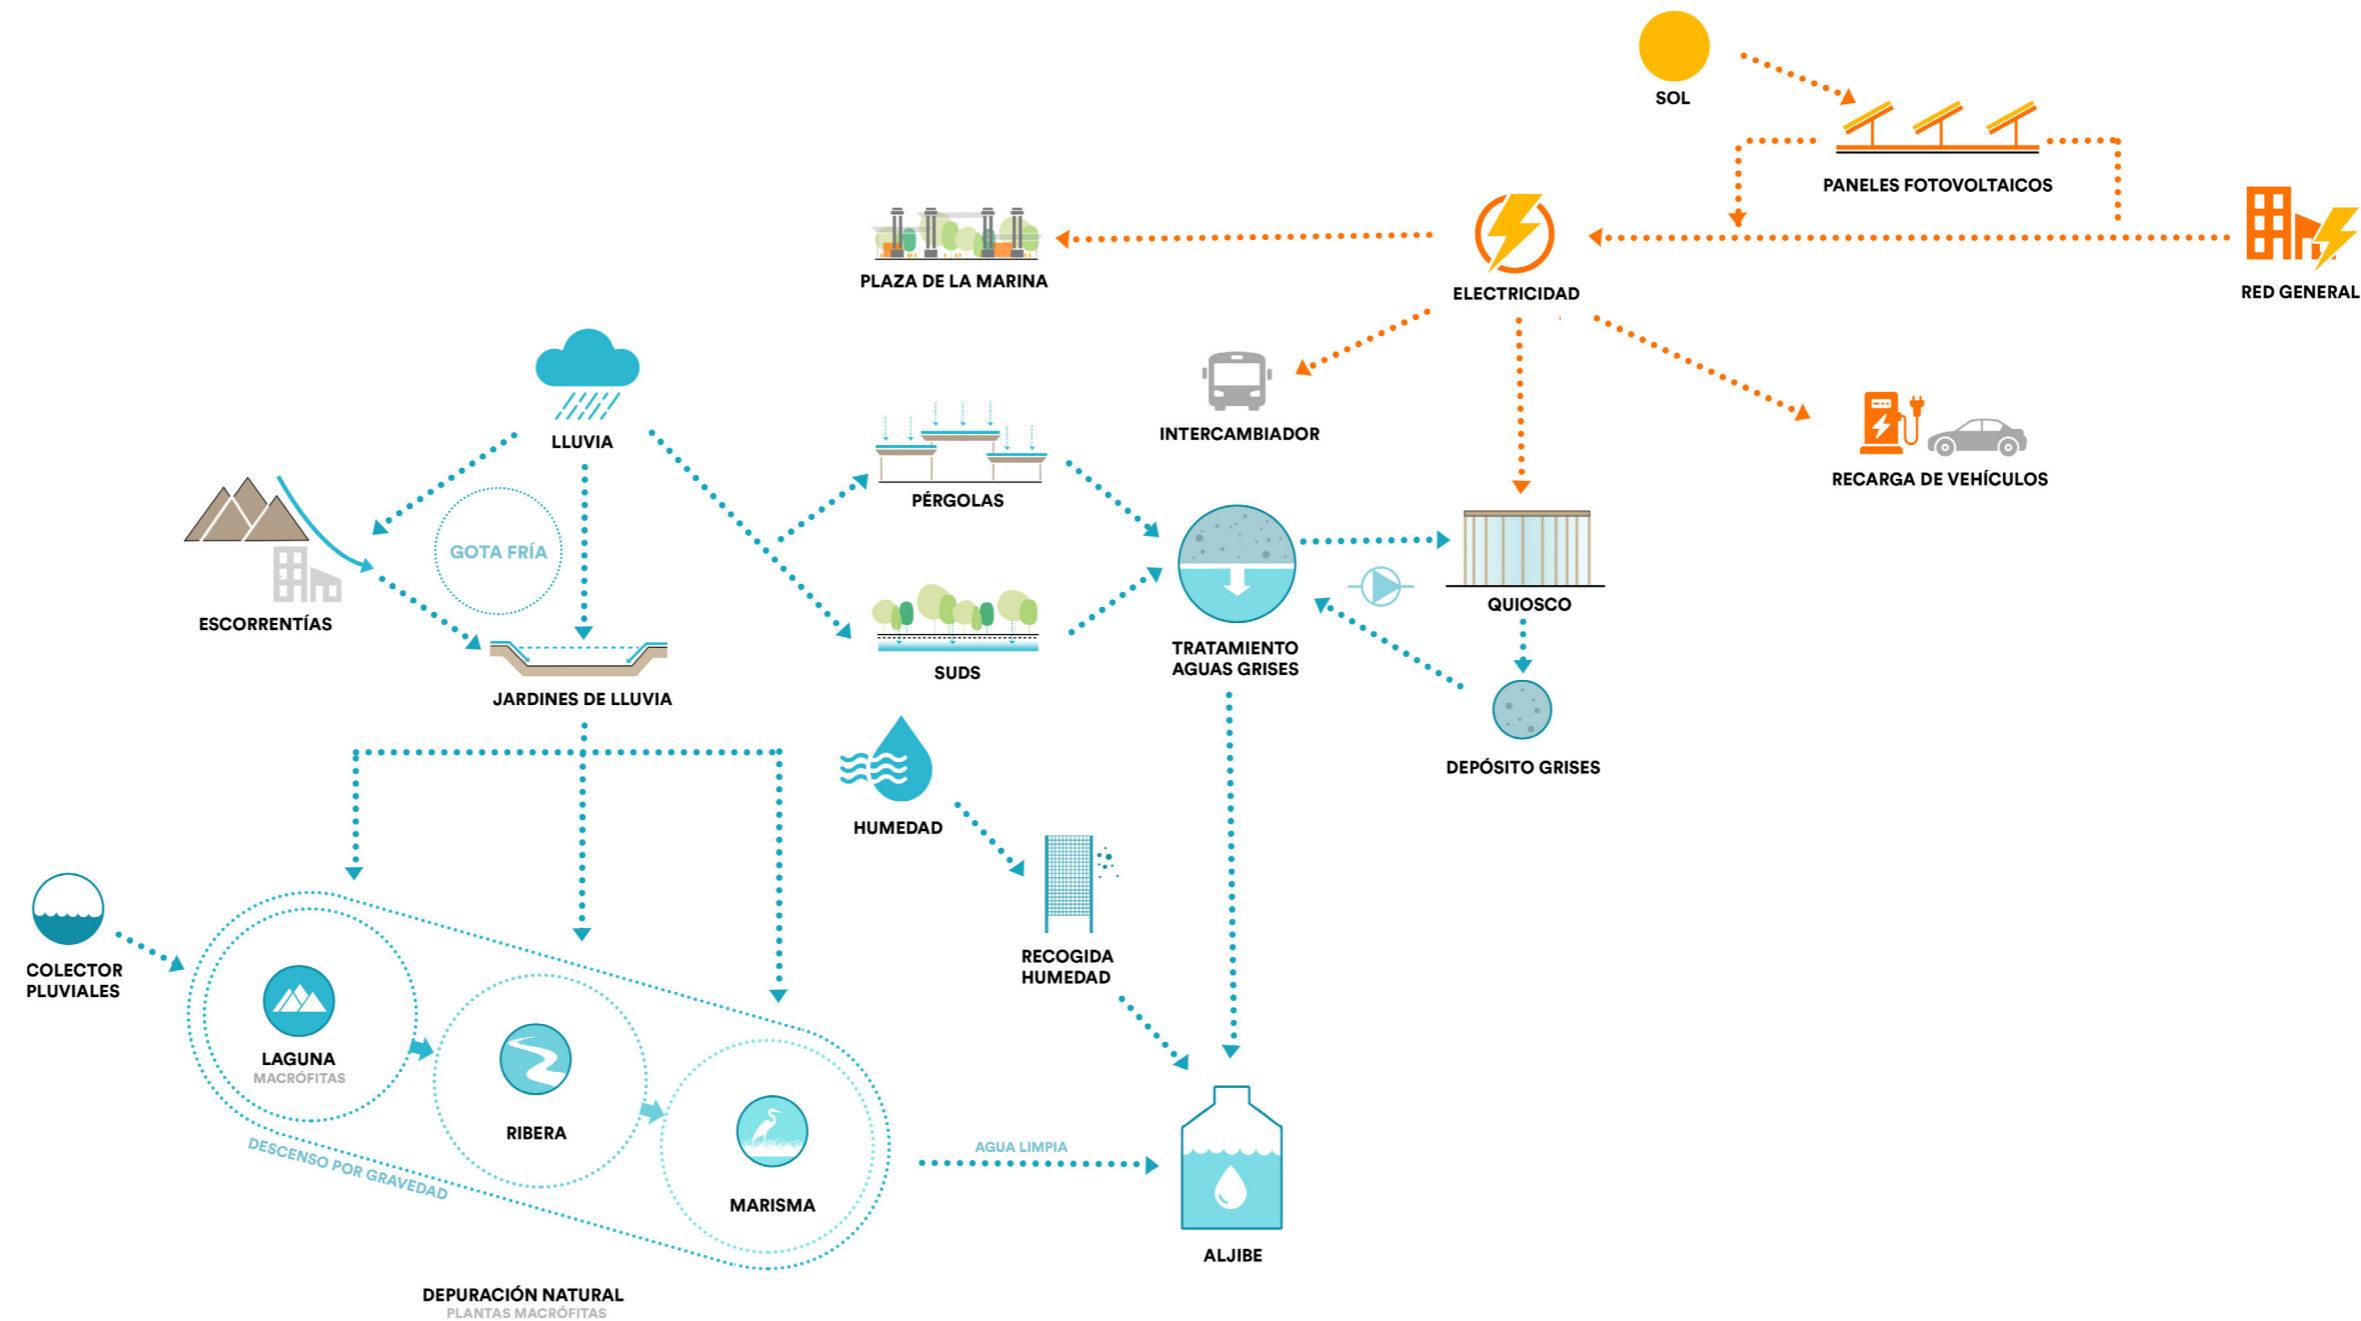 SOL
PANELES FOTOVOLTAICOS
PLAZA DE LA MARINA
ELECTRICIDAD
RED GENERAL
LLUVIA
INTERCAMBIADOR
RECARGA DE VEHÍCULOS
PÉRGOLAS
GOTA FRÍA
ESCORRENTÍAS
QUIOSCO
TRATAMIENTO
AGUAS GRISES
SUDS
JARDINES DE LLUVIA
DEPÓSITO GRISES
HUMEDAD
RECOGIDA
HUMEDAD
COLECTOR
PLUVIALES
LAGUNA
MACRÓFITAS
RIBERA
MARISMA
DESCENSO POR GRAVEDAD
AGUA LIMPIA
ALJIBE
DEPURACIÓN NATURAL
PLANTAS MACRÓFITAS